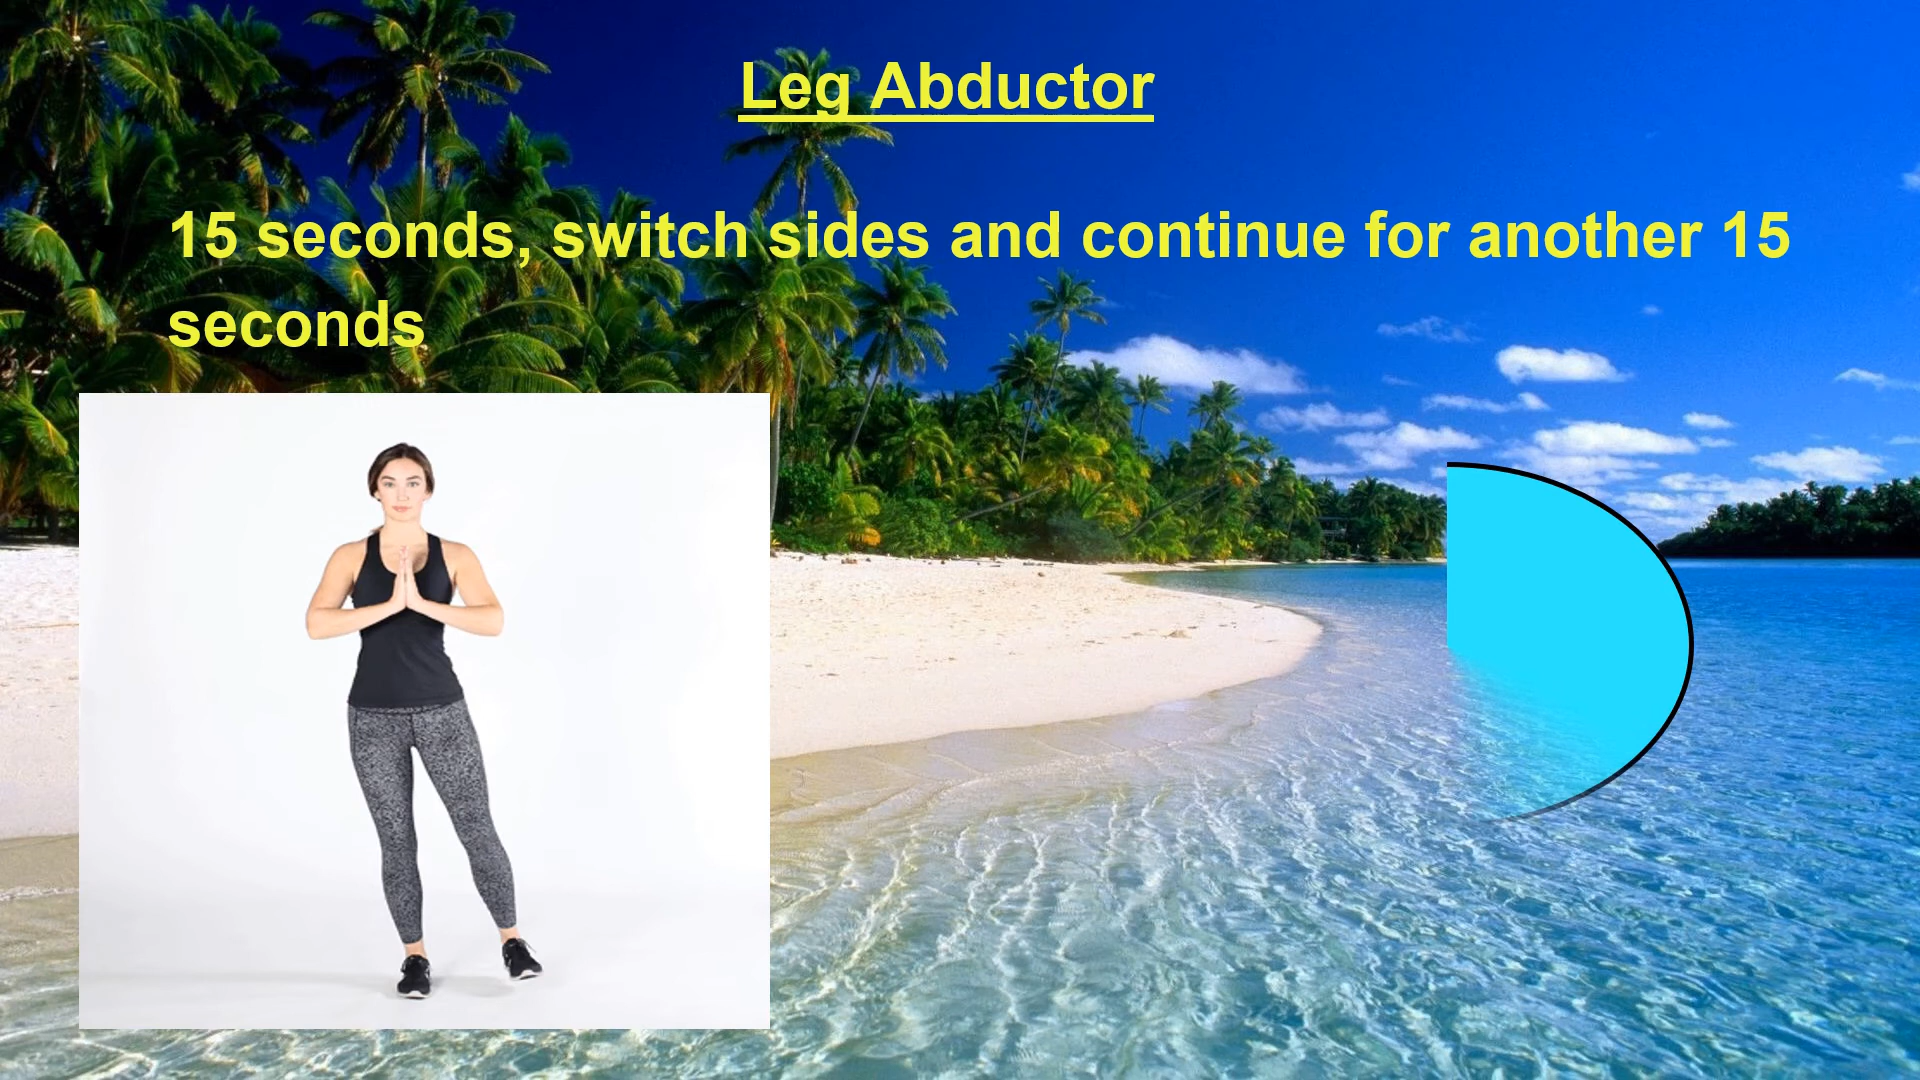 Leg Abductor
15 seconds, switch sides and continue for another 15
seconds